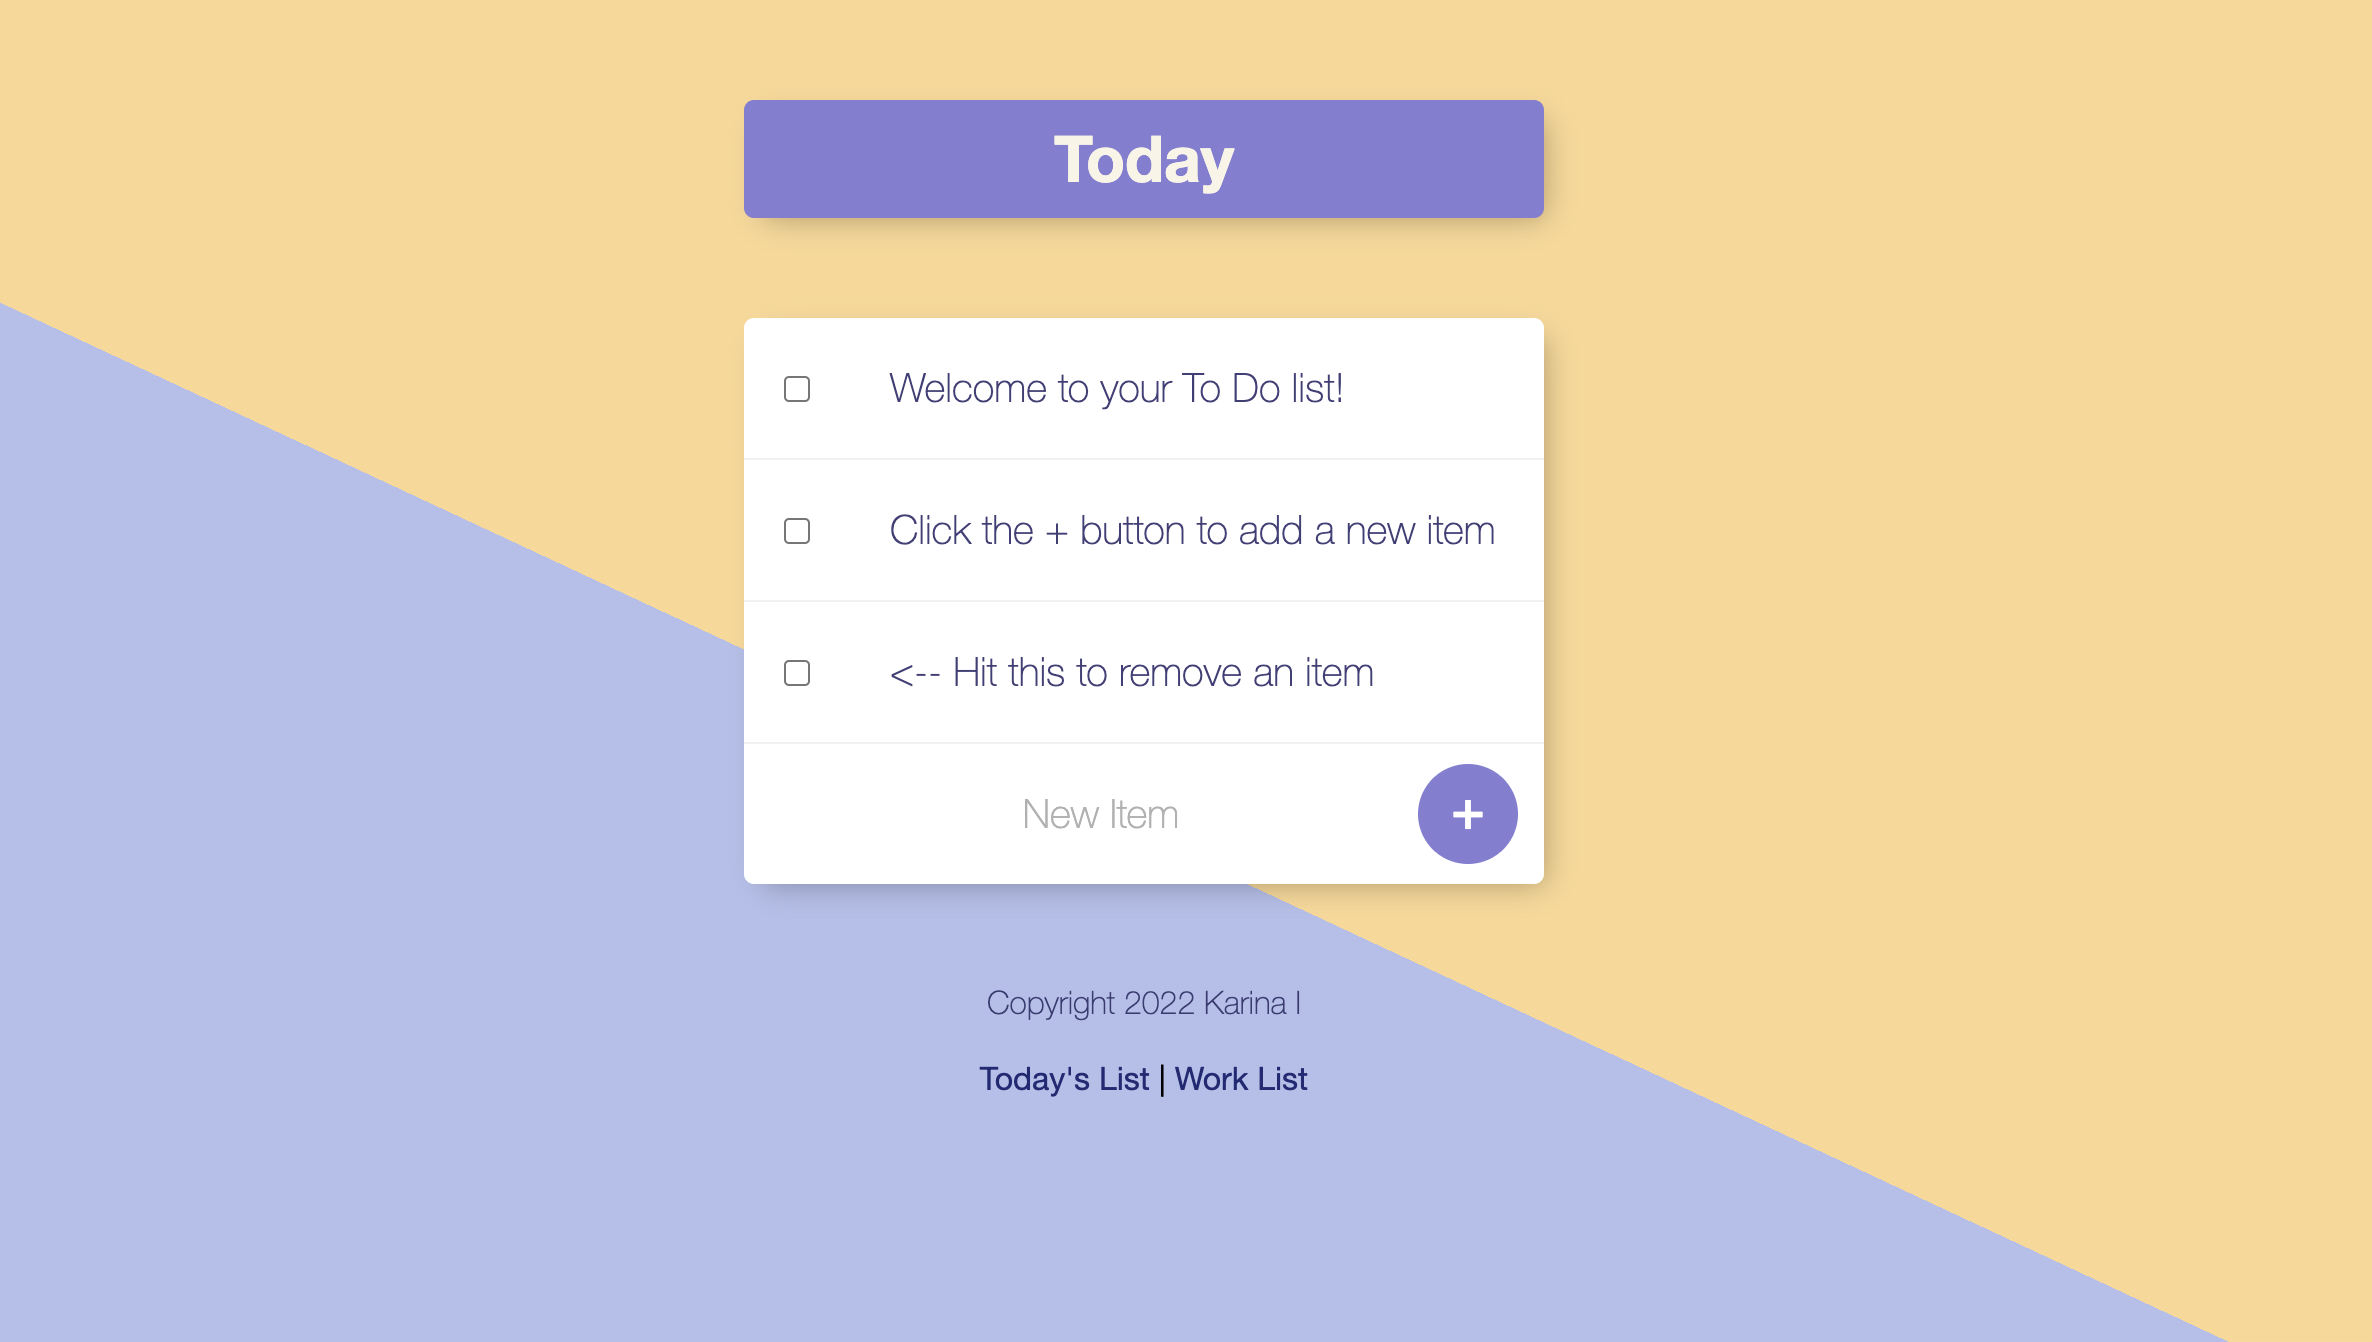 Today
Welcome to your To Do list!
Click the + button to add a new item
<-- Hit this to remove an item
New Item +
Copyright 2022 Karina I
Today's List | Work List